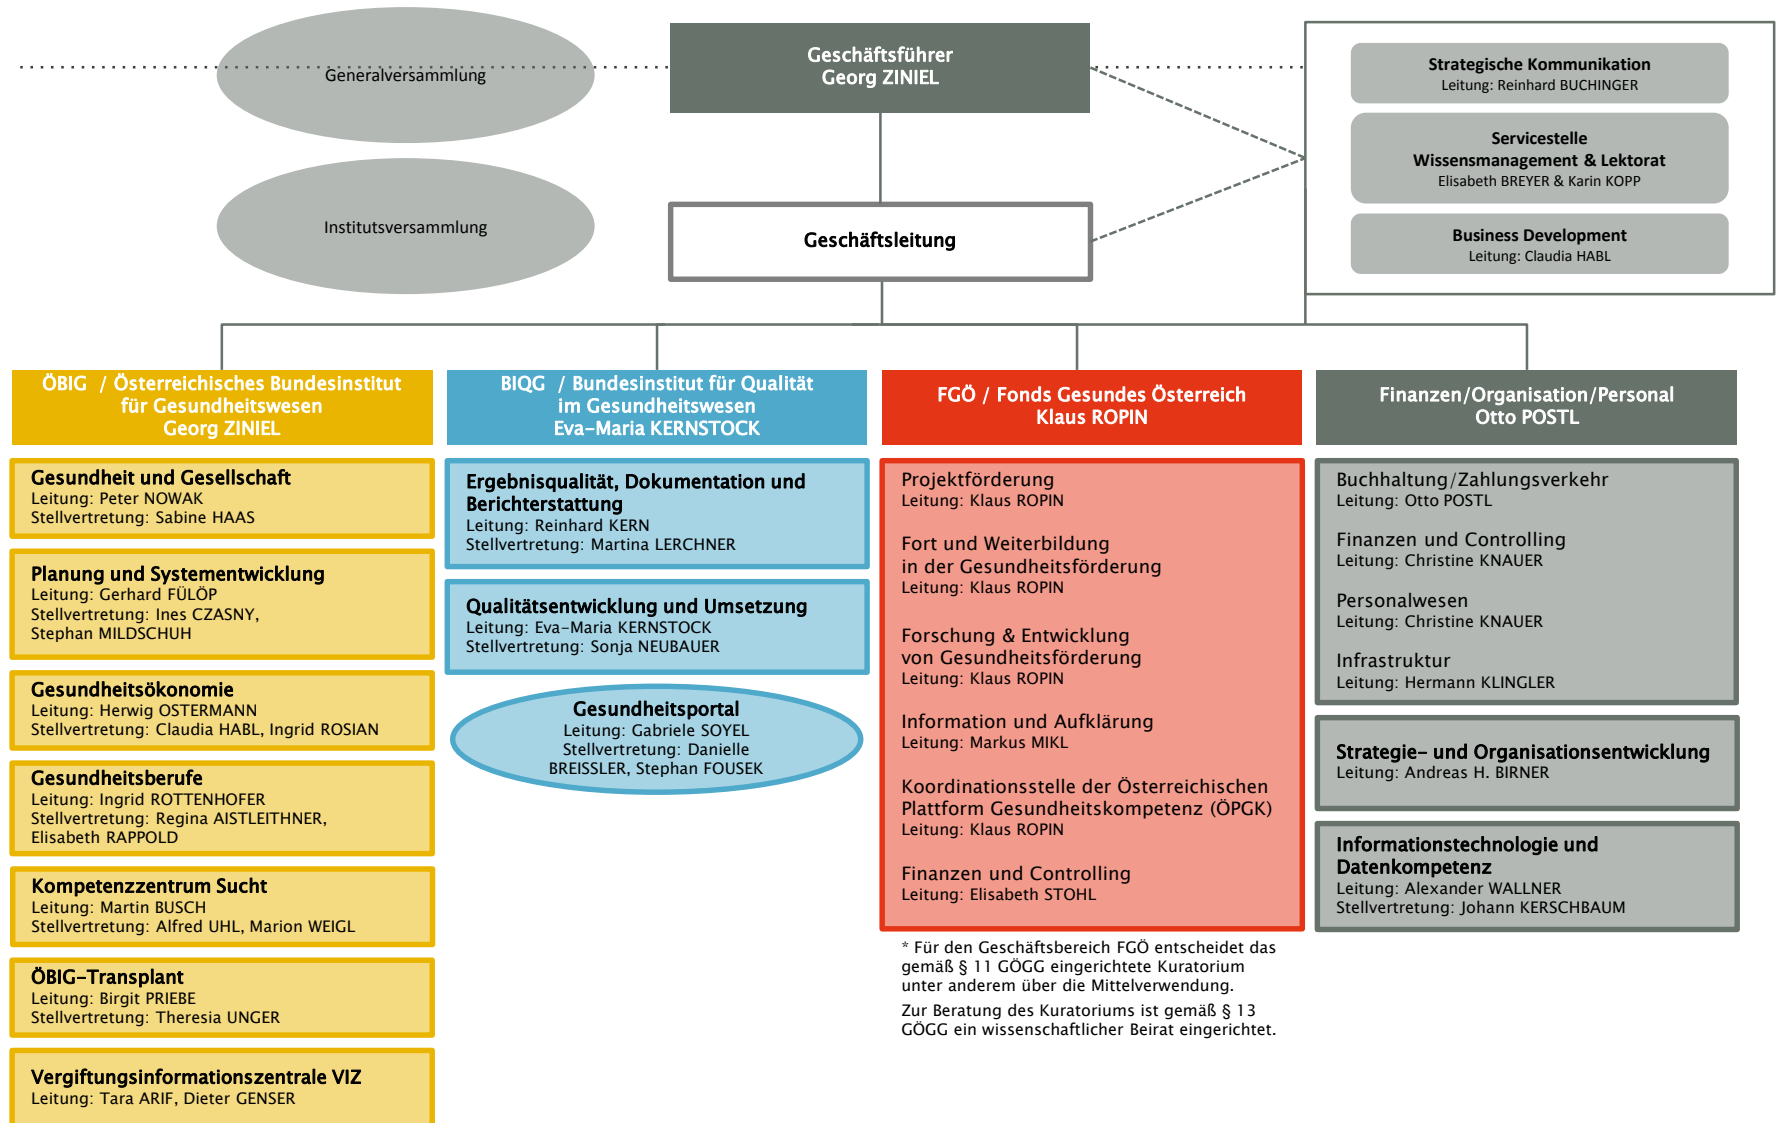 Generalversammlung
Institutsversammlung
Geschäftsführer
Georg ZINIEL
Geschäftsleitung
Strategische Kommunikation
Leitung: Reinhard BUCHINGER
Servicestelle
Wissensmanagement & Lektorat
Elisabeth BREYER & Karin KOPP
Business Development
Leitung: Claudia HABL
ÖBIG / Österreichisches Bundesinstitut
für Gesundheitswesen
Georg ZINIEL
Gesundheit und Gesellschaft
Leitung: Peter NOWAK
Stellvertretung: Sabine HAAS
Planung und Systementwicklung
Leitung: Gerhard FÜLÖP
Stellvertretung: Ines CZASNY,
Stephan MILDSCHUH
Gesundheitsökonomie
Leitung: Herwig OSTERMANN
Stellvertretung: Claudia HABL, Ingrid ROSIAN
Gesundheitsberufe
Leitung: Ingrid ROTTENHOFER
Stellvertretung: Regina AISTLEITHNER,
Elisabeth RAPPOLD
Kompetenzzentrum Sucht
Leitung: Martin BUSCH
Stellvertretung: Alfred UHL, Marion WEIGL
ÖBIG-Transplant
Leitung: Birgit PRIEBE
Stellvertretung: Theresia UNGER
Vergiftungsinformationszentrale VIZ
Leitung: Tara ARIF, Dieter GENSER
BIQG / Bundesinstitut für Qualität
im Gesundheitswesen
Eva-Maria KERNSTOCK
Ergebnisqualität, Dokumentation und
Berichterstattung
Leitung: Reinhard KERN
Stellvertretung: Martina LERCHNER
Qualitätsentwicklung und Umsetzung
Leitung: Eva-Maria KERNSTOCK
Stellvertretung: Sonja NEUBAUER
Gesundheitsportal
Leitung: Gabriele SOYEL
Stellvertretung: Danielle
BREISSLER, Stephan FOUSEK
FGÖ / Fonds Gesundes Österreich
Klaus ROPIN
Projektförderung
Leitung: Klaus ROPIN
Fort und Weiterbildung
in der Gesundheitsförderung
Leitung: Klaus ROPIN
Forschung & Entwicklung
von Gesundheitsförderung
Leitung: Klaus ROPIN
Information und Aufklärung
Leitung: Markus MIKL
Koordinationsstelle der Österreichischen
Plattform Gesundheitskompetenz (ÖPGK)
Leitung: Klaus ROPIN
Finanzen und Controlling
Leitung: Elisabeth STOHL
* Für den Geschäftsbereich FGÖ entscheidet das
gemäß § 11 GÖGG eingerichtete Kuratorium
unter anderem über die Mittelverwendung.
Zur Beratung des Kuratoriums ist gemäß § 13
GÖGG ein wissenschaftlicher Beirat eingerichtet.
Finanzen/Organisation/Personal
Otto POSTL
Buchhaltung/Zahlungsverkehr
Leitung: Otto POSTL
Finanzen und Controlling
Leitung: Christine KNAUER
Personalwesen
Leitung: Christine KNAUER
Infrastruktur
Leitung: Hermann KLINGLER
Strategie- und Organisationsentwicklung
Leitung: Andreas H. BIRNER
Informationstechnologie und
Datenkompetenz
Leitung: Alexander WALLNER
Stellvertretung: Johann KERSCHBAUM